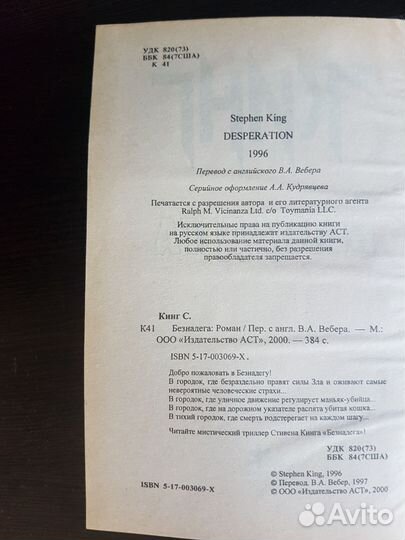 УДК 820(73)
ББК 84(7США)
К 41
Stephen King
DESPERATION
1996
Перевод с английского В.А. Вебера
Серийное оформление А.А. Кудрявцева
Печатается с разрешения автора и его литературного агента
Ralph M. Vicinanza Ltd. c/o Toymania LLC.
Исключительные права на публикацию книги
на русском языке принадлежат издательству АСТ.
Любое использование материала данной книги,
полностью или частично, без разрешения
правообладателя запрещается.
Кинг С.
К41 Безнадега: Роман / Пер. с англ. В.А. Вебера. — М.:
ООО «Издательство АСТ», 2000. — 384 с.
ISBN 5-17-003069-X.
Добро пожаловать в Безнадегу!
В городок, где безраздельно правят силы Зла и оживают самые
невероятные человеческие страхи...
В городок, где уличное движение регулирует маньяк-убийца...
В городок, где на дорожном указателе распята убитая кошка...
В тихий городок, где смерть подстерегает на каждом шагу...
Читайте мистический триллер Стивена Кинга «Безнадега»!
УДК 820(73)
ББК 84(7США)
© Stephen King, 1996
© Перевод. В.А. Вебер, 1997
ISBN 5-17-003069-X
© ООО «Издательство АСТ», 2000
Avito